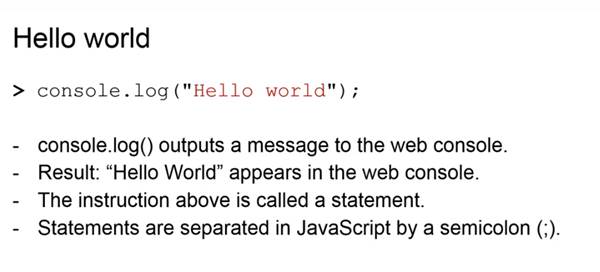 Hello world
> console.log("Hello world");
- console.log() outputs a message to the web console.
- Result: “Hello World” appears in the web console.
- The instruction above is called a statement.
- Statements are separated in JavaScript by a semicolon (;).